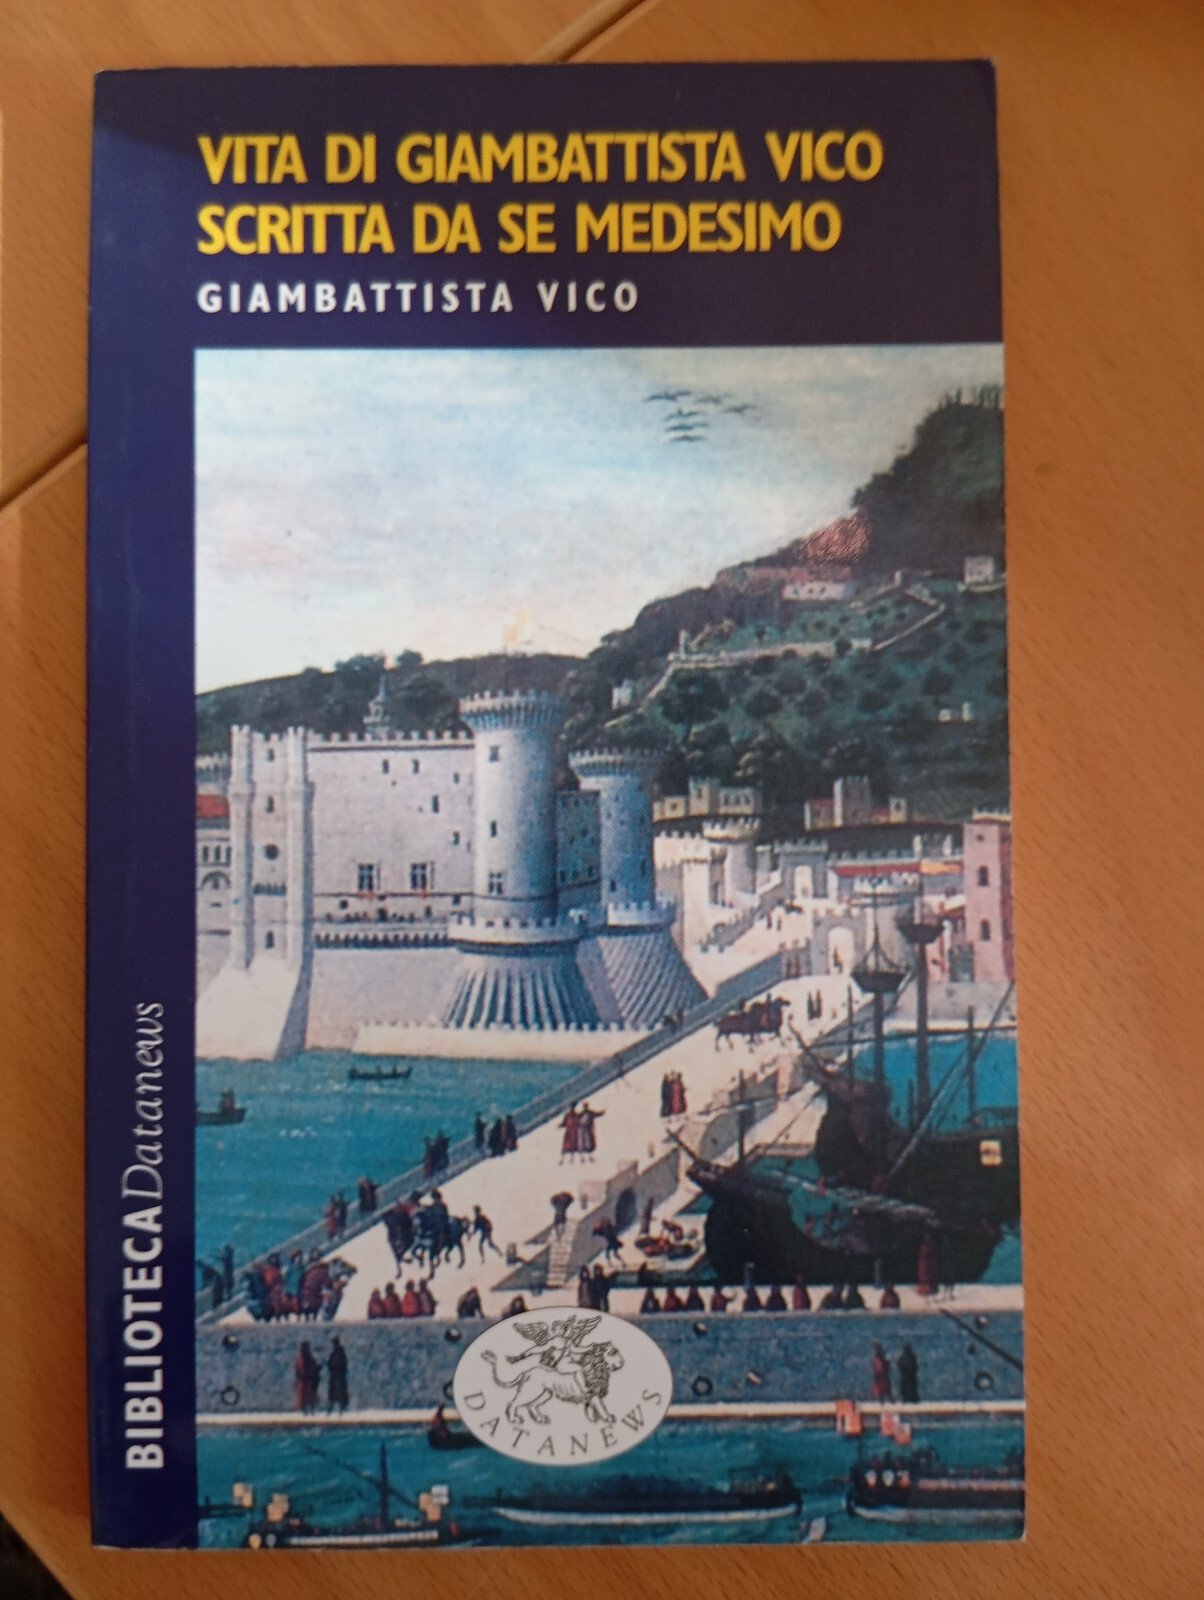 VITA DI GIAMBATTISTA VICO
SCRITTA DA SE MEDESIMO
GIAMBATTISTA VICO
BIBLIOTECADatanews
DATANEWS